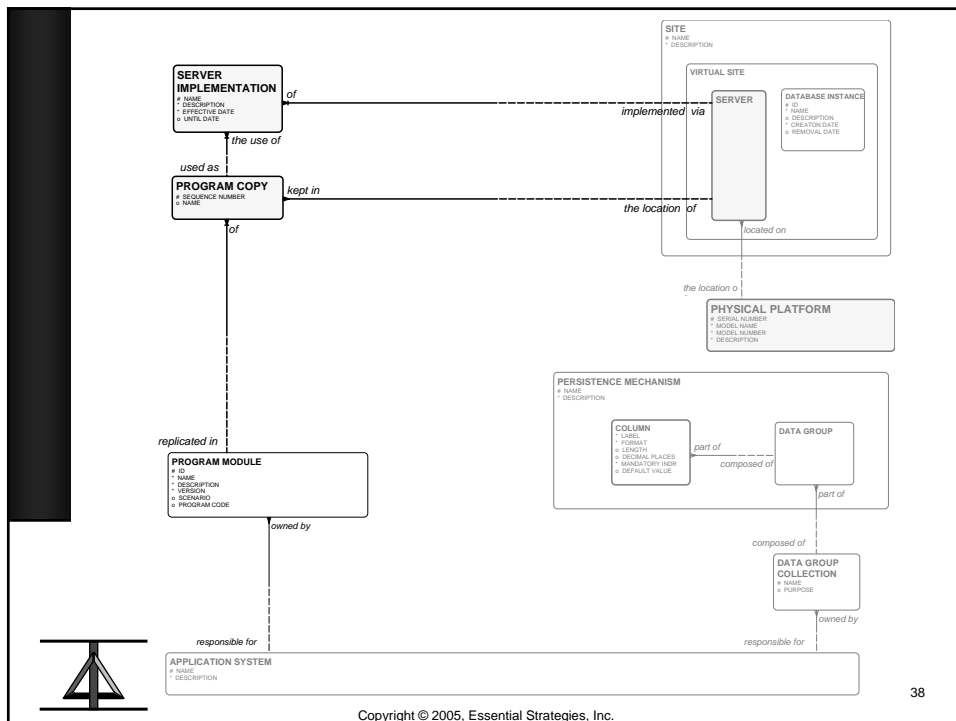 SITE
# NAME
* DESCRIPTION
VIRTUAL SITE
SERVER
IMPLEMENTATION
# NAME
* DESCRIPTION
* EFFECTIVE DATE
o UNTIL DATE
of
implemented via
SERVER
DATABASE INSTANCE
# ID
* NAME
o DESCRIPTION
* CREATON DATE
o REMOVAL DATE
the use of
used as
PROGRAM COPY
# SEQUENCE NUMBER
o NAME
kept in
the location of
of
located on
the location o
PHYSICAL PLATFORM
# SERIAL NUMBER
* MODEL NAME
* MODEL NUMBER
* DESCRIPTION
PERSISTENCE MECHANISM
# NAME
* DESCRIPTION
COLUMN
* LABEL
* FORMAT
o LENGTH
o DECIMAL PLACES
* MANDATORY INDR
o DEFAULT VALUE
part of
composed of
DATA GROUP
part of
replicated in
PROGRAM MODULE
# ID
* NAME
* DESCRIPTION
* VERSION
o SCENARIO
o PROGRAM CODE
owned by
composed of
DATA GROUP
COLLECTION
# NAME
o PURPOSE
owned by
responsible for
responsible for
APPLICATION SYSTEM
# NAME
* DESCRIPTION
38
Copyright © 2005, Essential Strategies, Inc.